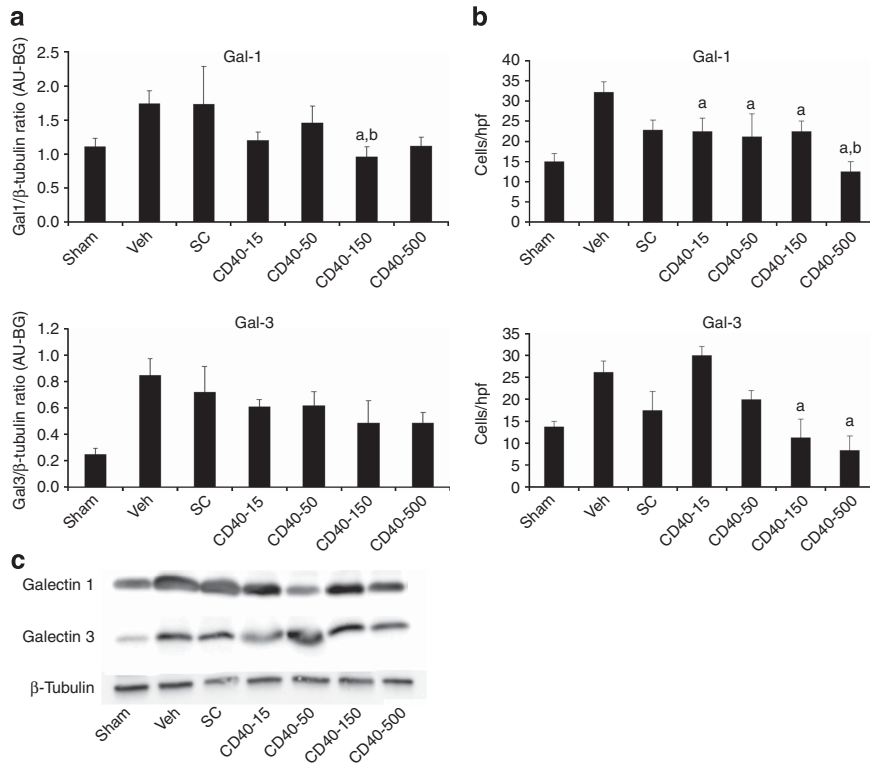 a
Gal-1
Gal1/β-tubulin ratio (AU-BG)
2.5
2.0
1.5
1.0
0.5
0.0
a,b
Sham
Veh
SC
CD40-15
CD40-50
CD40-150
CD40-500
Gal-3
Gal3/β-tubulin ratio (AU-BG)
1.2
1.0
0.8
0.6
0.4
0.2
0.0
Sham
Veh
SC
CD40-15
CD40-50
CD40-150
CD40-500
b
Gal-1
Cells/hpf
40
35
30
25
20
15
10
5
0
a
a
a
a,b
Sham
Veh
SC
CD40-15
CD40-50
CD40-150
CD40-500
Gal-3
Cells/hpf
35
30
25
20
15
10
5
0
a
a
Sham
Veh
SC
CD40-15
CD40-50
CD40-150
CD40-500
c
Galectin 1
Galectin 3
β-Tubulin
Sham
Veh
SC
CD40-15
CD40-50
CD40-150
CD40-500